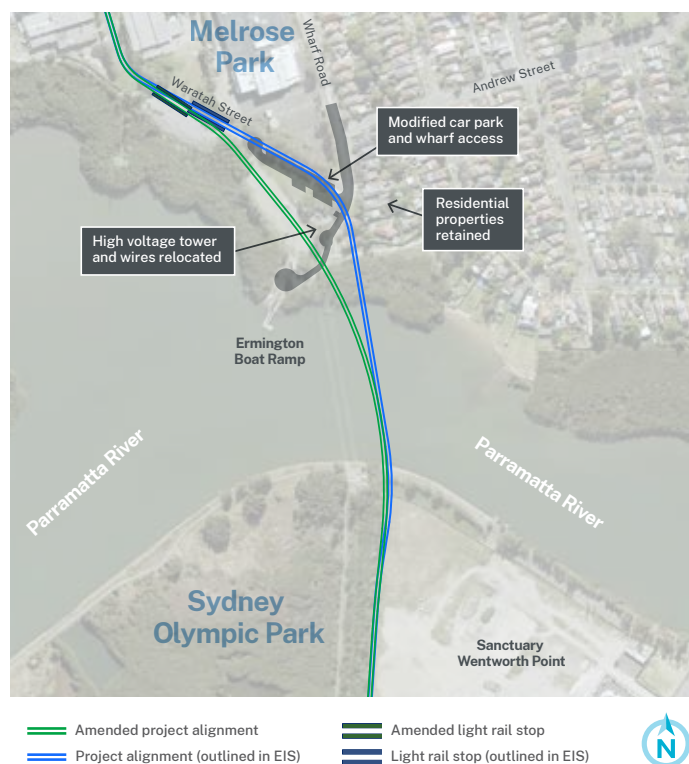 Melrose
Park
Wharf Road
Andrew Street
Waratah Street
Modified car park
and wharf access
Residential
properties
retained
High voltage tower
and wires relocated
Ermington
Boat Ramp
Parramatta River
Parramatta River
Sydney
Olympic Park
Sanctuary
Wentworth Point
Amended project alignment
Project alignment (outlined in EIS)
Amended light rail stop
Light rail stop (outlined in EIS)
N